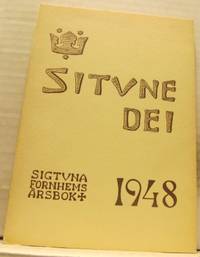 SITVNE
DEI
SIGTVNA
FORNHEMS
ÅRSBOK
1948